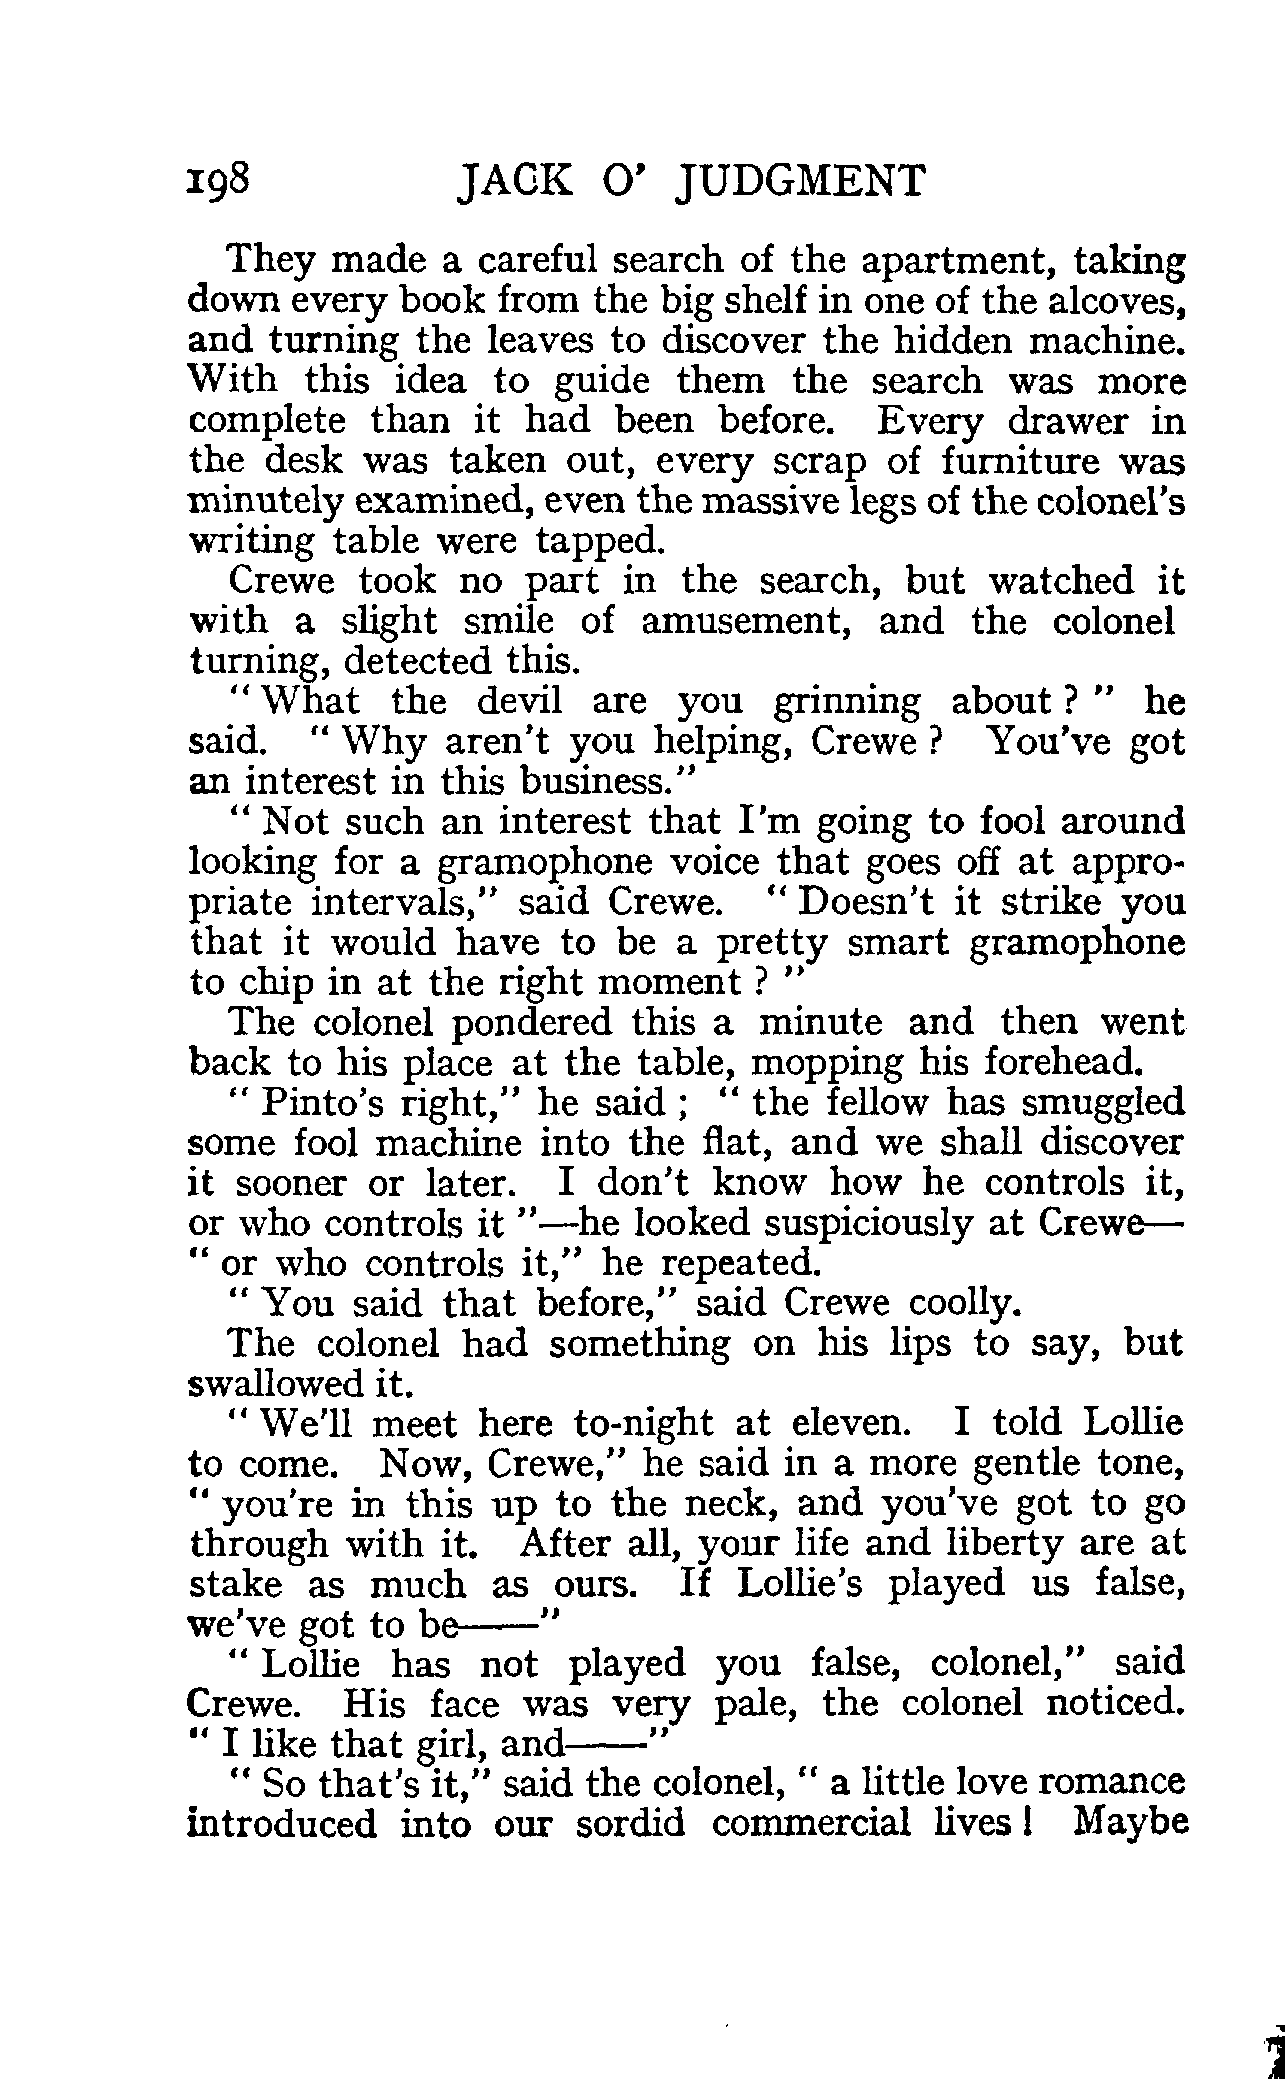 198 JACK O' JUDGMENT
They made a careful search of the apartment, taking
down every book from the big shelf in one of the alcoves,
and turning the leaves to discover the hidden machine.
With this idea to guide them the search was more
complete than it had been before. Every drawer in
the desk was taken out, every scrap of furniture was
minutely examined, even the massive legs of the colonel's
writing table were tapped.
Crewe took no part in the search, but watched it
with a slight smile of amusement, and the colonel
turning, detected this.
" What the devil are you grinning about ? " he
said. " Why aren't you helping, Crewe ? You've got
an interest in this business."
" Not such an interest that I'm going to fool around
looking for a gramophone voice that goes off at appro-
priate intervals," said Crewe. " Doesn't it strike you
that it would have to be a pretty smart gramophone
to chip in at the right moment ? "
The colonel pondered this a minute and then went
back to his place at the table, mopping his forehead.
" Pinto's right," he said ; " the fellow has smuggled
some fool machine into the flat, and we shall discover
it sooner or later. I don't know how he controls it,
or who controls it "—he looked suspiciously at Crewe—
" or who controls it," he repeated.
" You said that before," said Crewe coolly.
The colonel had something on his lips to say, but
swallowed it.
" We'll meet here to-night at eleven. I told Lollie
to come. Now, Crewe," he said in a more gentle tone,
" you're in this up to the neck, and you've got to go
through with it. After all, your life and liberty are at
stake as much as ours. If Lollie's played us false,
we've got to be——"
" Lollie has not played you false, colonel," said
Crewe. His face was very pale, the colonel noticed.
" I like that girl, and——"
" So that's it," said the colonel, " a little love romance
introduced into our sordid commercial lives ! Maybe